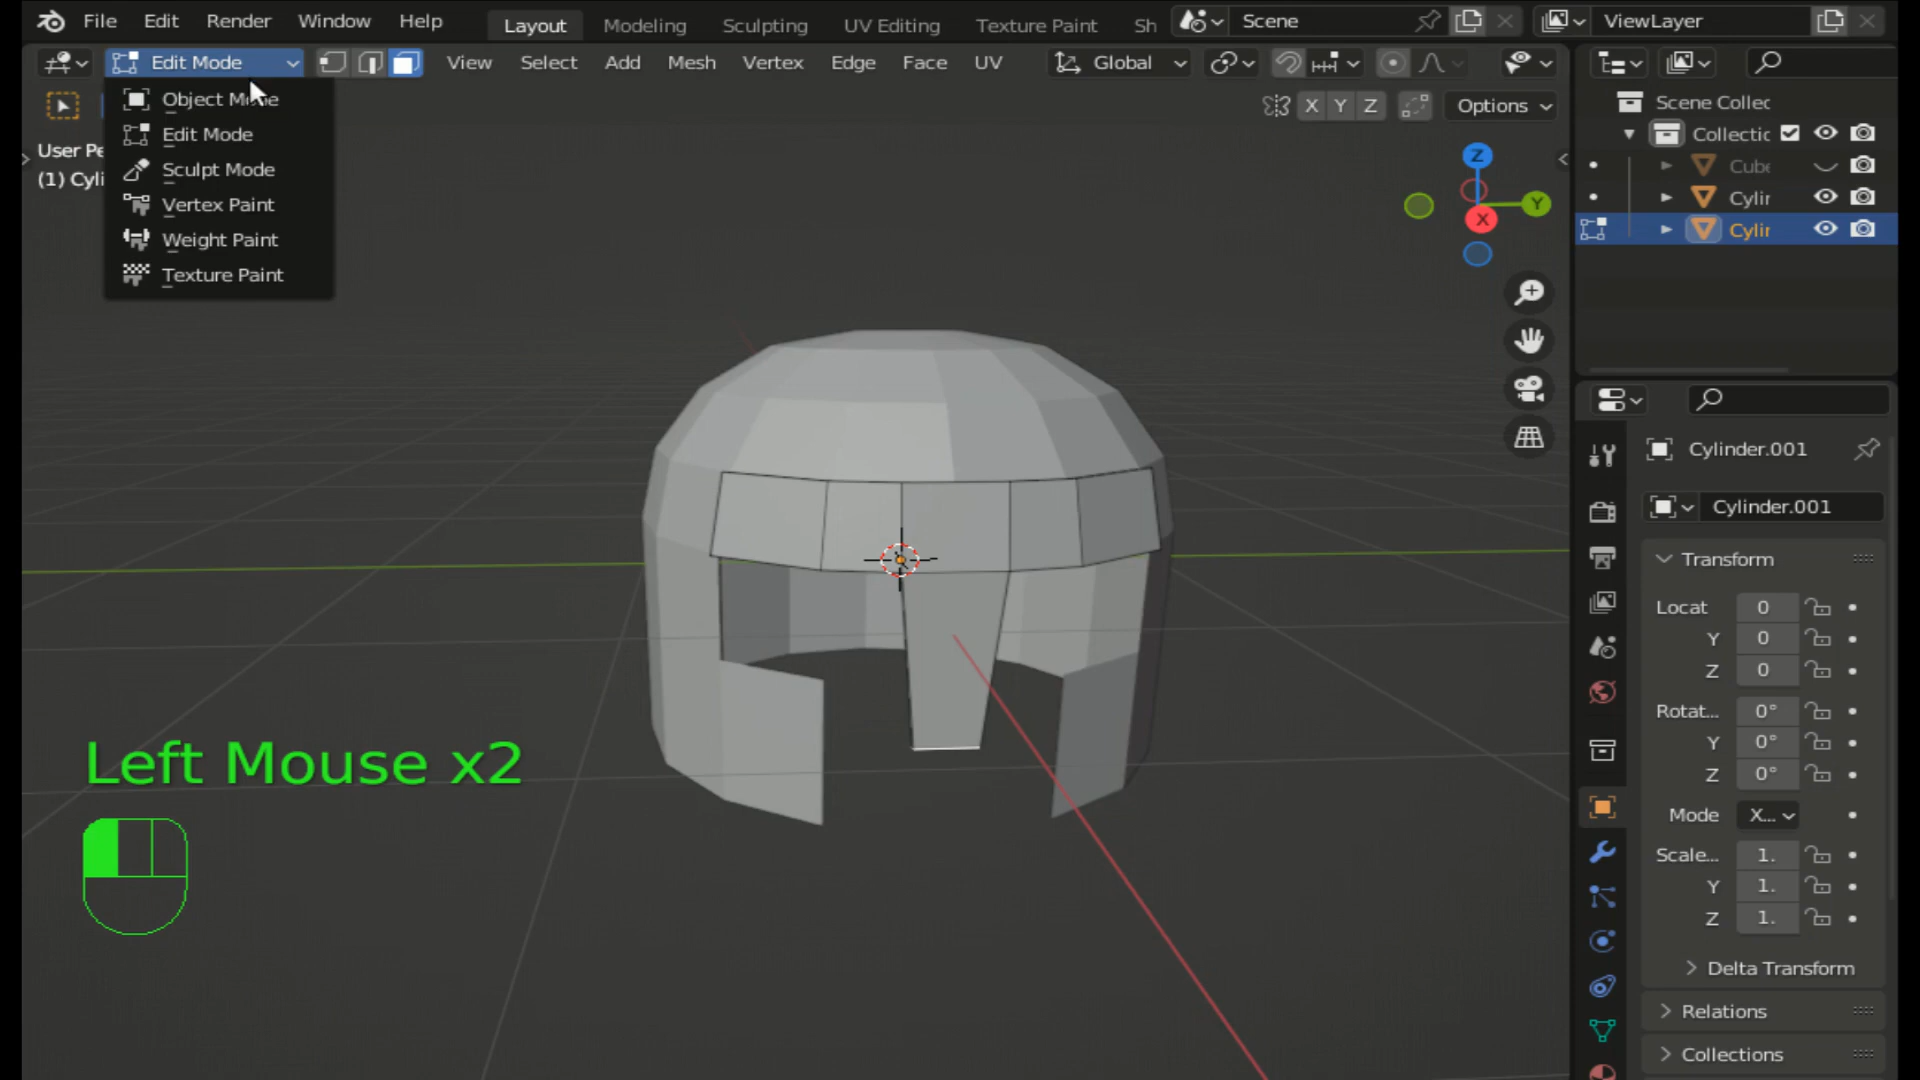 File Edit Render Window Help Layout Modeling Sculpting UV Editing Texture Paint Sh Scene ViewLayer
Edit Mode View Select Add Mesh Vertex Edge Face UV Global
Object Mode
Edit Mode
Sculpt Mode
Vertex Paint
Weight Paint
Texture Paint
X Y Z Options
User Pe
(1) Cyli
Z
Y
X
Scene Collec
Collectic
Cube
Cylir
Cylir
Cylinder.001
Cylinder.001
Transform
Locat 0
Y 0
Z 0
Rotat... 0°
Y 0°
Z 0°
Mode X...
Scale... 1.
Y 1.
Z 1.
Delta Transform
Relations
Collections
Left Mouse x2